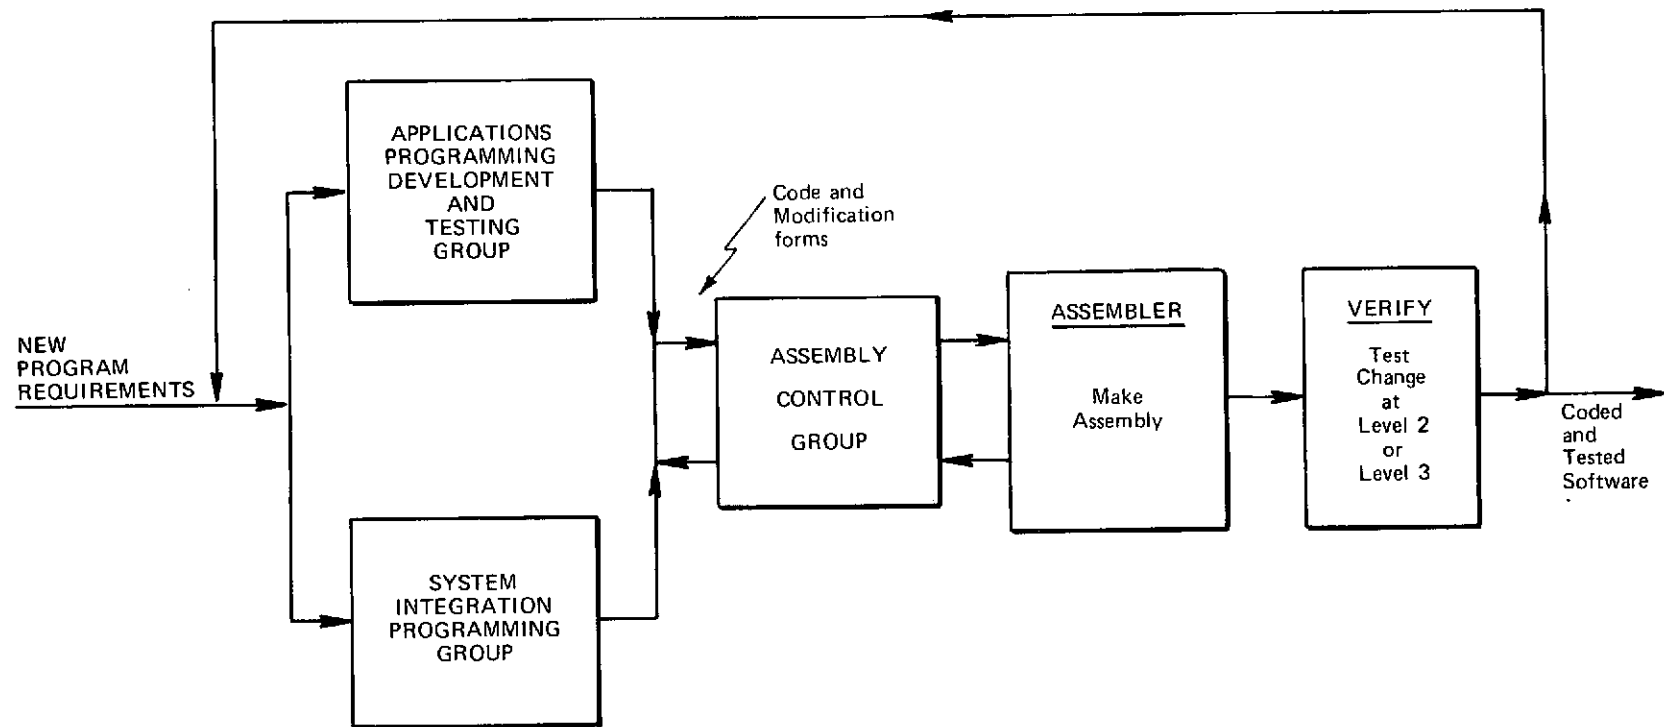 NEW
PROGRAM
REQUIREMENTS
APPLICATIONS
PROGRAMMING
DEVELOPMENT
AND
TESTING
GROUP
SYSTEM
INTEGRATION
PROGRAMMING
GROUP
Code and
Modification
forms
ASSEMBLY
CONTROL
GROUP
ASSEMBLER
Make
Assembly
VERIFY
Test
Change
at
Level 2
or
Level 3
Coded
and
Tested
Software